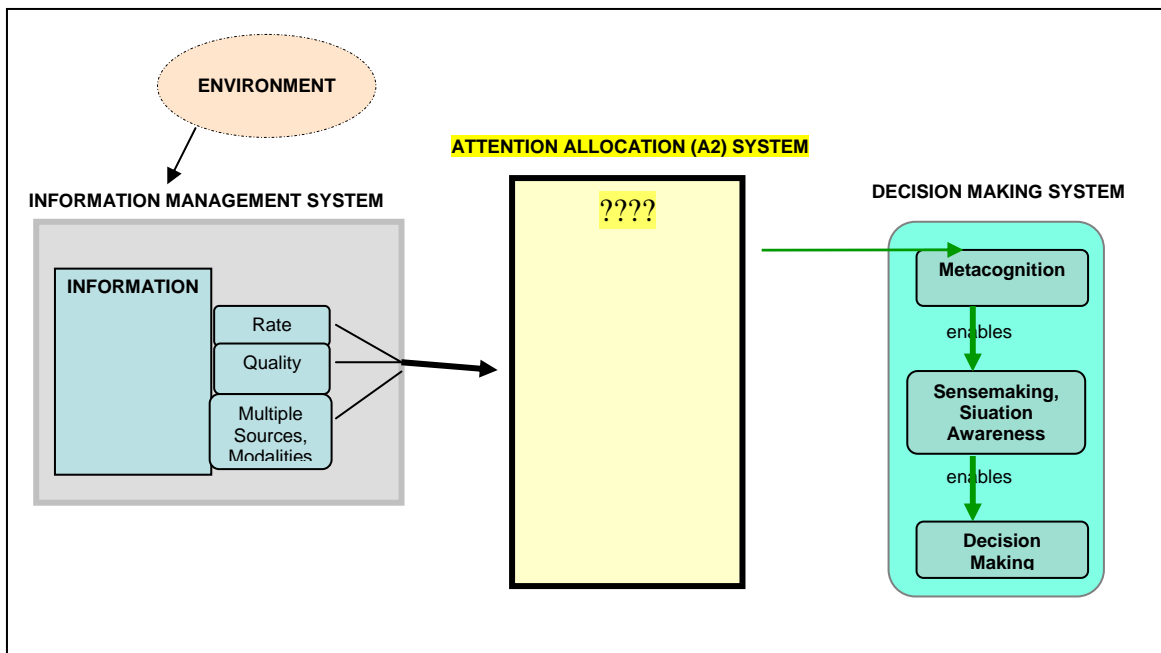 ENVIRONMENT
ATTENTION ALLOCATION (A2) SYSTEM
INFORMATION MANAGEMENT SYSTEM
DECISION MAKING SYSTEM
????
INFORMATION
Rate
Quality
Multiple
Sources,
Modalities
Metacognition
enables
Sensemaking,
Siuation
Awareness
enables
Decision
Making